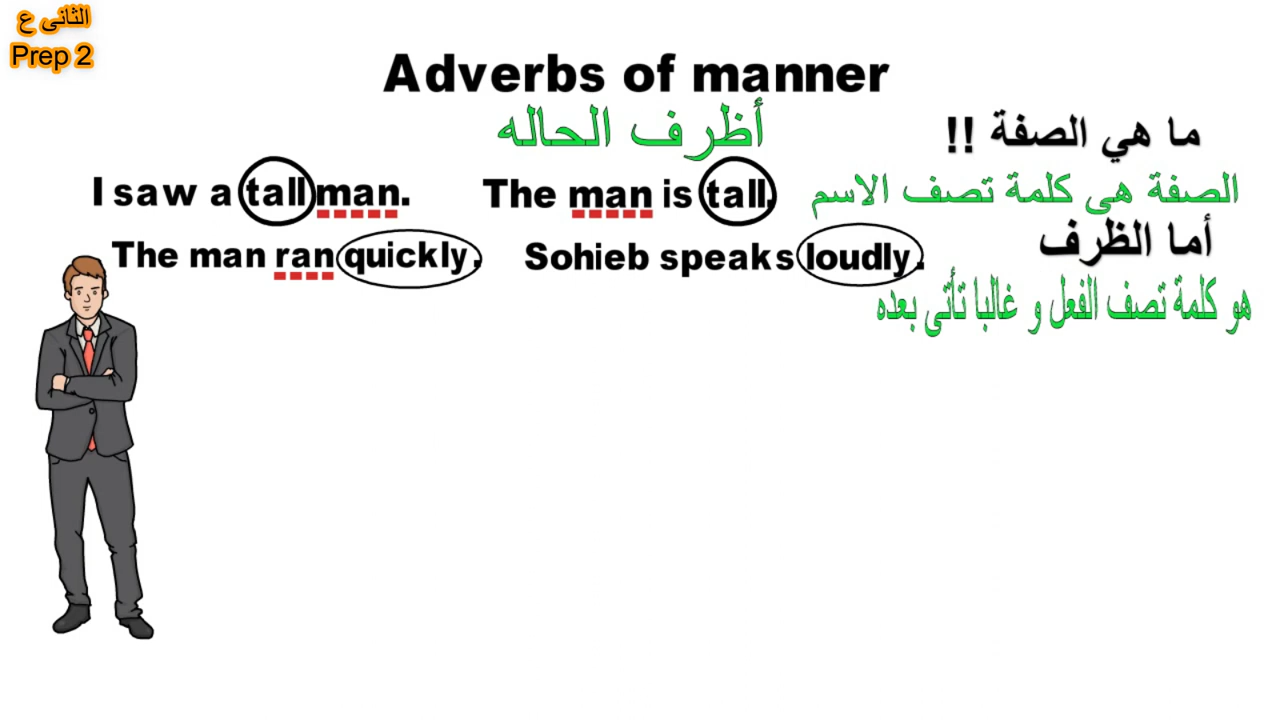 الثانى ع
Prep 2
Adverbs of manner
أظرف الحاله
ما هي الصفة !!
I saw a tall man.
The man is tall.
الصفة هى كلمة تصف الاسم
أما الظرف
The man ran quickly.
Sohieb speaks loudly.
هو كلمة تصف الفعل و غالبا تأتى بعده